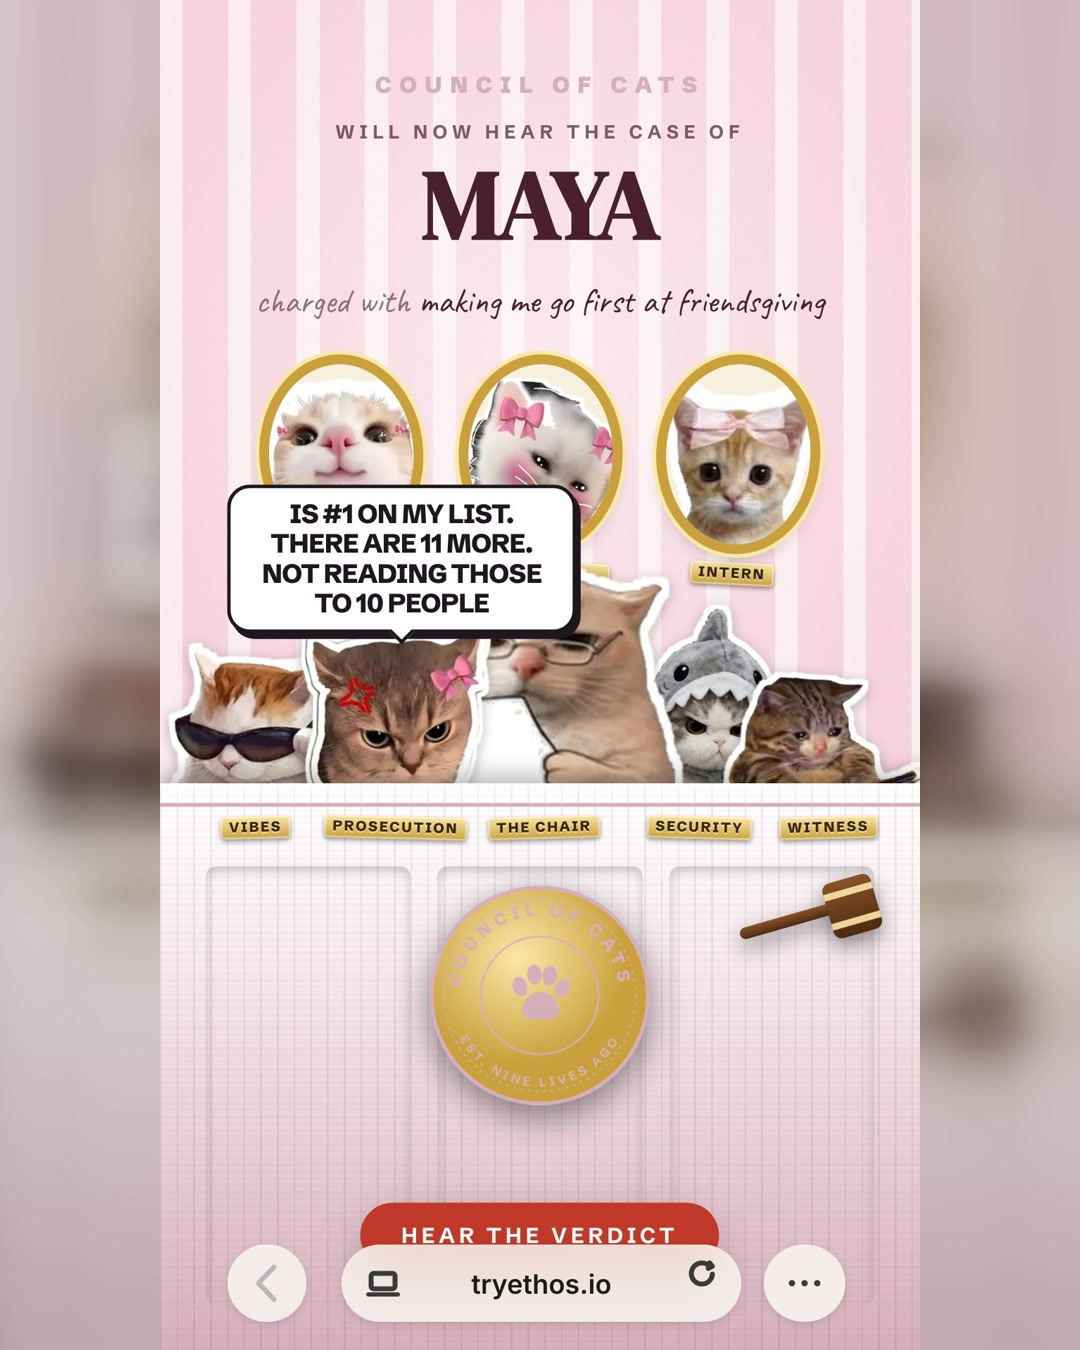 COUNCIL OF CATS
WILL NOW HEAR THE CASE OF
MAYA
charged with making me go first at friendsgiving
IS #1 ON MY LIST.
THERE ARE 11 MORE.
NOT READING THOSE
TO 10 PEOPLE
INTERN
VIBES
PROSECUTION
THE CHAIR
SECURITY
WITNESS
COUNCIL OF CATS
EST. NINE LIVES AGO
HEAR THE VERDICT
tryethos.io